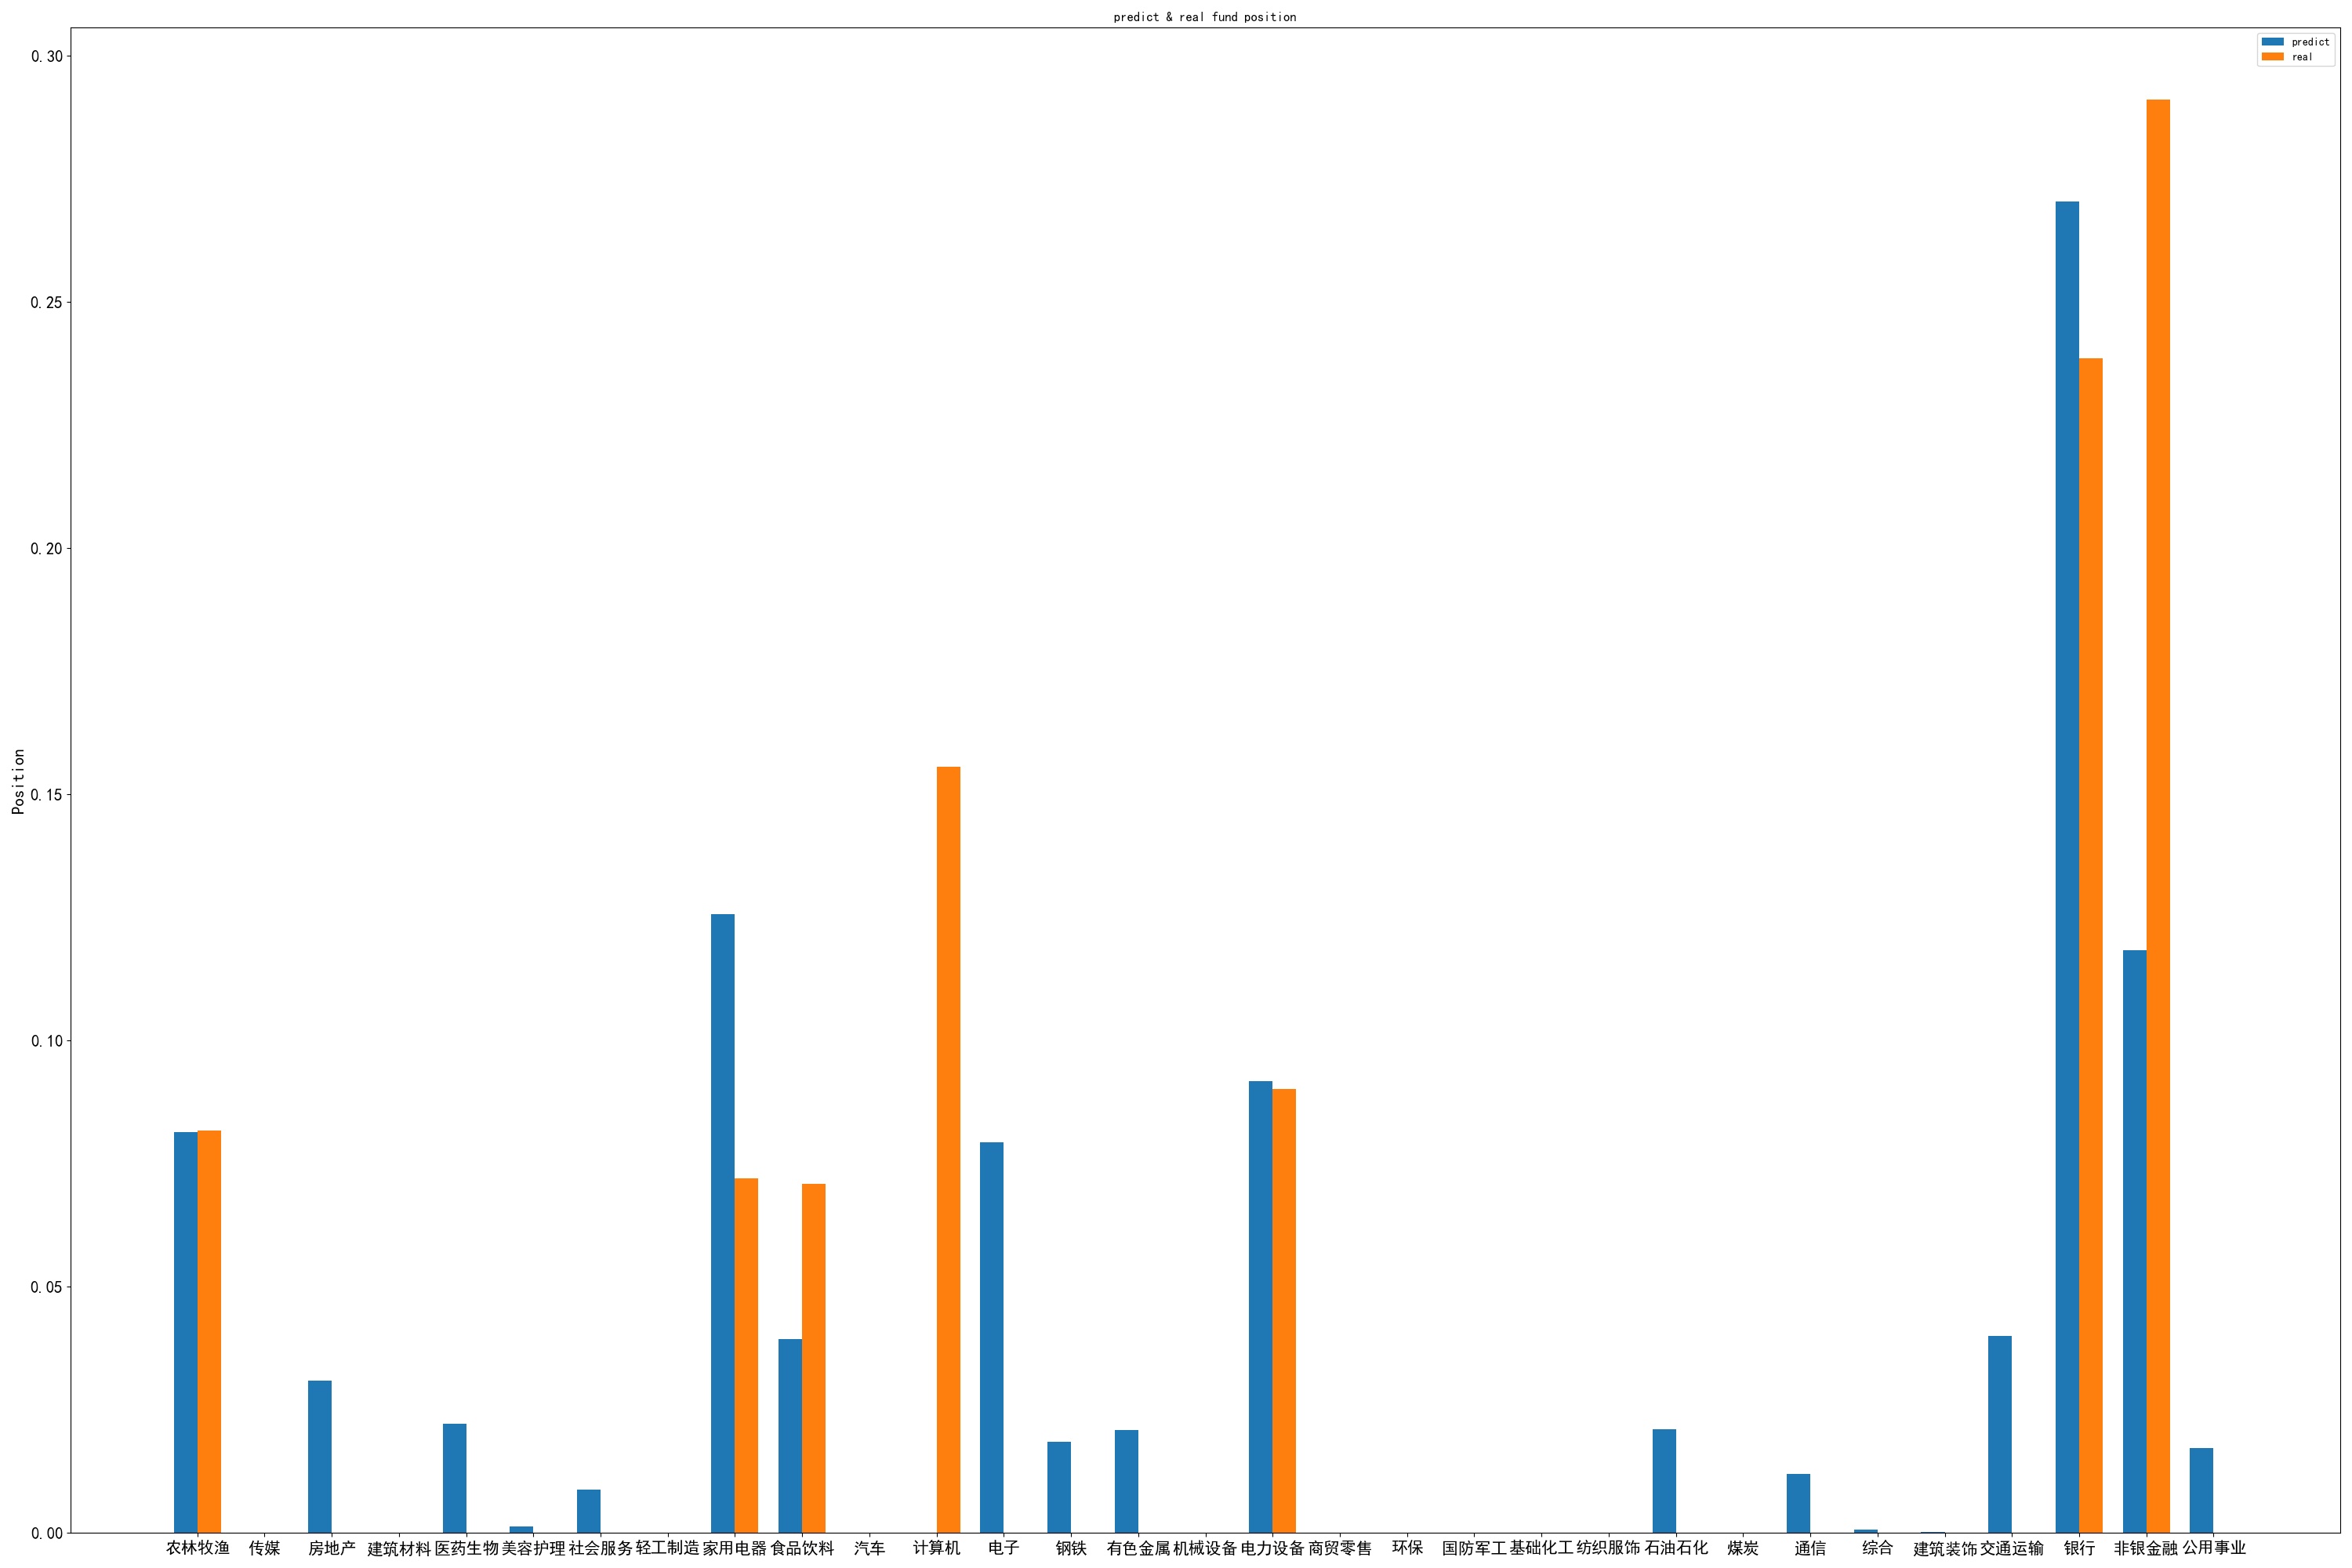 predict & real fund position
predict
real
Position
0.30
0.25
0.20
0.15
0.10
0.05
0.00
农林牧渔 传媒 房地产 建筑材料 医药生物 美容护理 社会服务 轻工制造 家用电器 食品饮料 汽车 计算机 电子 钢铁 有色金属 机械设备 电力设备 商贸零售 环保 国防军工 基础化工 纺织服饰 石油石化 煤炭 通信 综合 建筑装饰 交通运输 银行 非银金融 公用事业